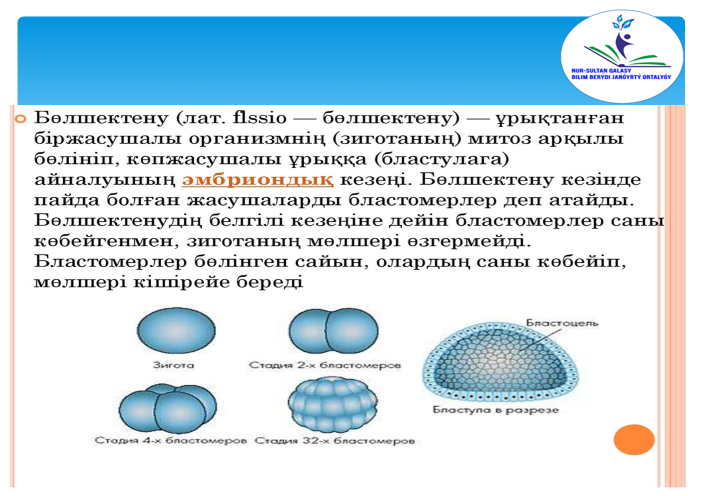 NUR-SULTAN QALASY
BILIM BERÝDI JAŃǴYRTÝ ORTALYǴY
Бөлшектену (лат. flssio — бөлшектену) — ұрықтанған
біржасушалы организмнің (зиготаның) митоз арқылы
бөлініп, көпжасушалы ұрыққа (бластулаға)
айналуының эмбриондық кезеңі. Бөлшектену кезінде
пайда болған жасушаларды бластомерлер деп атайды.
Бөлшектенудің белгілі кезеңіне дейін бластомерлер саны
көбейгенмен, зиготаның мөлшері өзгермейді.
Бластомерлер бөлінген сайын, олардың саны көбейіп,
мөлшері кішірейе береді
Бластоцель
Зигота
Стадия 2-х бластомеров
Бластула в разрезе
Стадия 4-х бластомеров
Стадия 32-х бластомеров